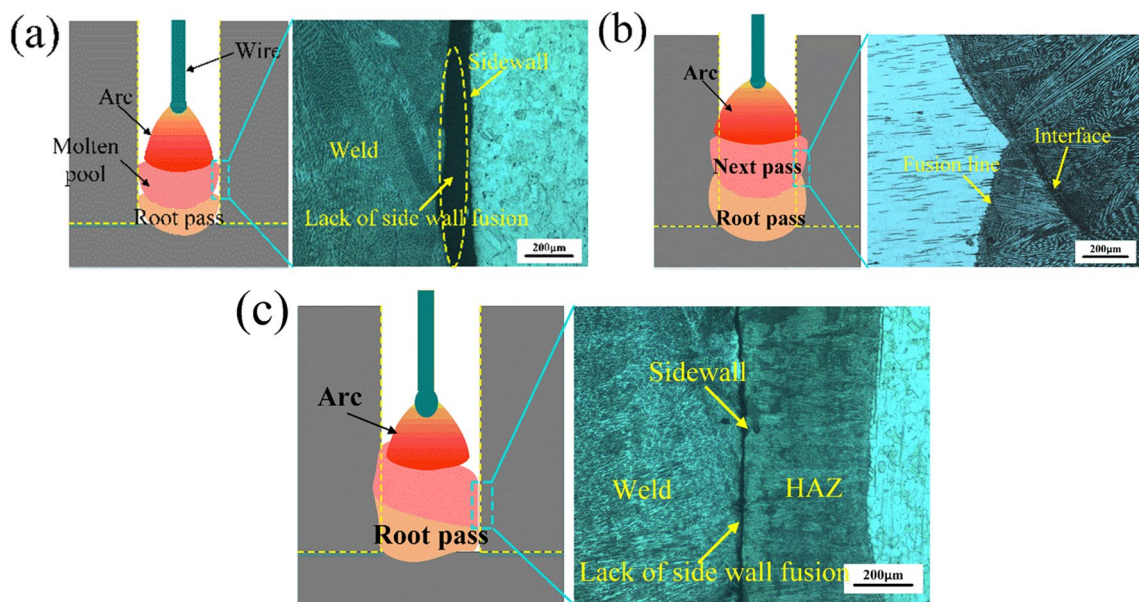 (a)
Wire
Arc
Molten
pool
Root pass
Sidewall
Weld
Lack of side wall fusion
200μm
(b)
Arc
Next pass
Root pass
Interface
Fusion line
200μm
(c)
Arc
Root pass
Sidewall
Weld
HAZ
Lack of side wall fusion
200μm